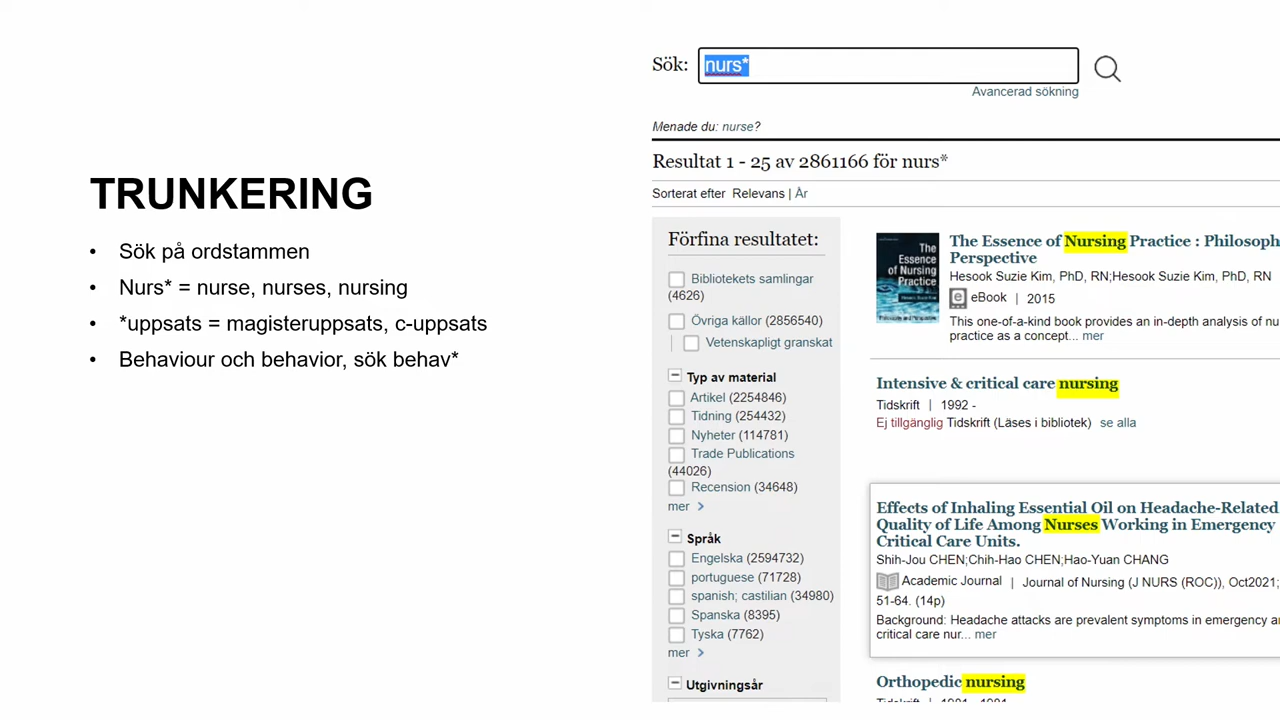 TRUNKERING
• Sök på ordstammen
• Nurs* = nurse, nurses, nursing
• *uppsats = magisteruppsats, c-uppsats
• Behaviour och behavior, sök behav*
Sök: nurs*
Avancerad sökning
Menade du: nurse?
Resultat 1 - 25 av 2861166 för nurs*
Sorterat efter Relevans | År
Förfina resultatet:
Bibliotekets samlingar
(4626)
Övriga källor (2856540)
Vetenskapligt granskat
Typ av material
Artikel (2254846)
Tidning (254432)
Nyheter (114781)
Trade Publications
(44026)
Recension (34648)
mer >
Språk
Engelska (2594732)
portuguese (71728)
spanish; castilian (34980)
Spanska (8395)
Tyska (7762)
mer >
Utgivningsår
The Essence of Nursing Practice
The Essence of Nursing Practice : Philosoph
Perspective
Hesook Suzie Kim, PhD, RN;Hesook Suzie Kim, PhD, RN
eBook | 2015
This one-of-a-kind book provides an in-depth analysis of nu
practice as a concept... mer
Intensive & critical care nursing
Tidskrift | 1992 -
Ej tillgänglig Tidskrift (Läses i bibliotek) se alla
Effects of Inhaling Essential Oil on Headache-Related
Quality of Life Among Nurses Working in Emergency
Critical Care Units.
Shih-Jou CHEN;Chih-Hao CHEN;Hao-Yuan CHANG
Academic Journal | Journal of Nursing (J NURS (ROC)), Oct2021;
51-64. (14p)
Background: Headache attacks are prevalent symptoms in emergency a
critical care nur... mer
Orthopedic nursing